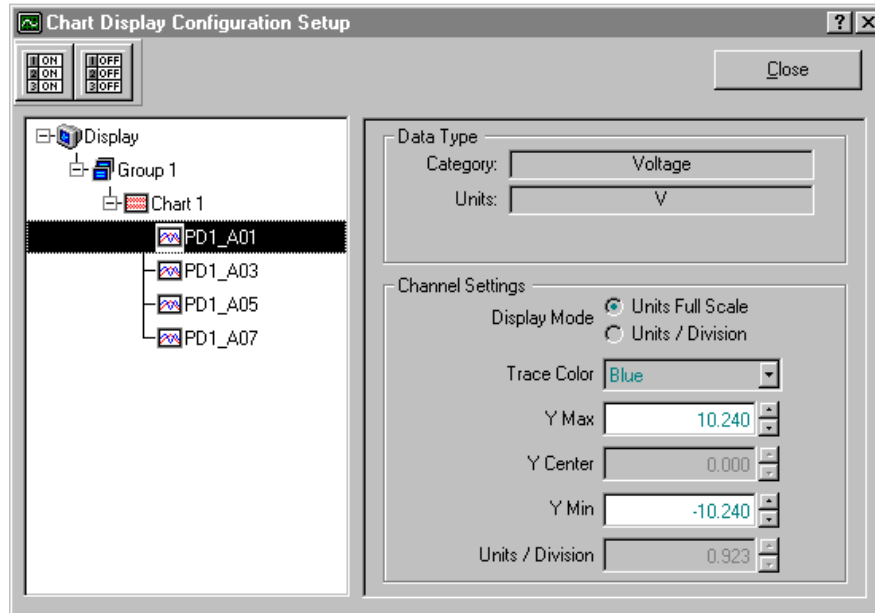 Chart Display Configuration Setup
1 ON
2 ON
3 ON
1 OFF
2 OFF
3 OFF
Close
Display
Group 1
Chart 1
PD1_A01
PD1_A03
PD1_A05
PD1_A07
Data Type
Category: Voltage
Units: V
Channel Settings
Display Mode
Units Full Scale
Units / Division
Trace Color Blue
Y Max 10.240
Y Center 0.000
Y Min -10.240
Units / Division 0.923